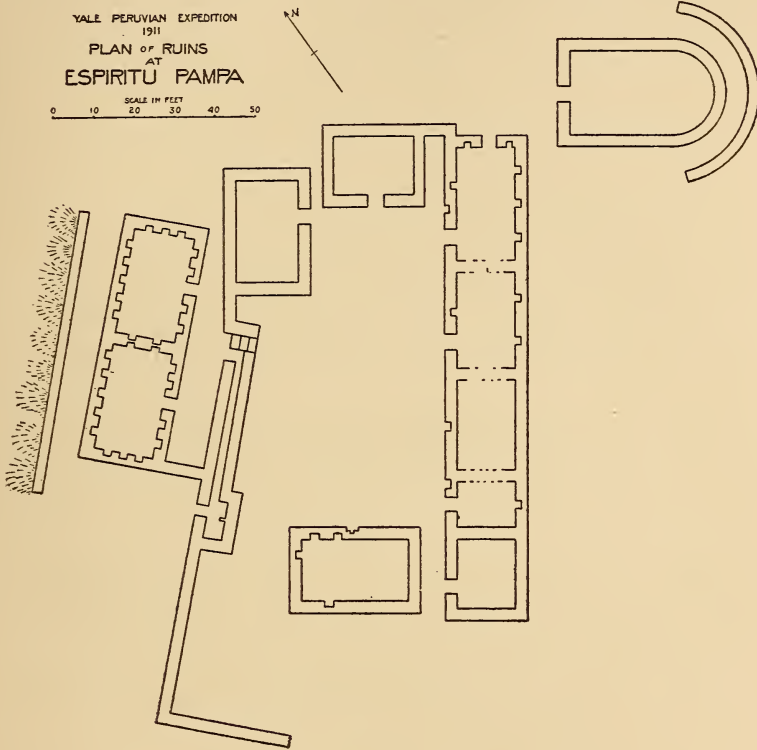 YALE PERUVIAN EXPEDITION
1911
PLAN OF RUINS
AT
ESPIRITU PAMPA
SCALE IN FEET
0 10 20 30 40 50
N